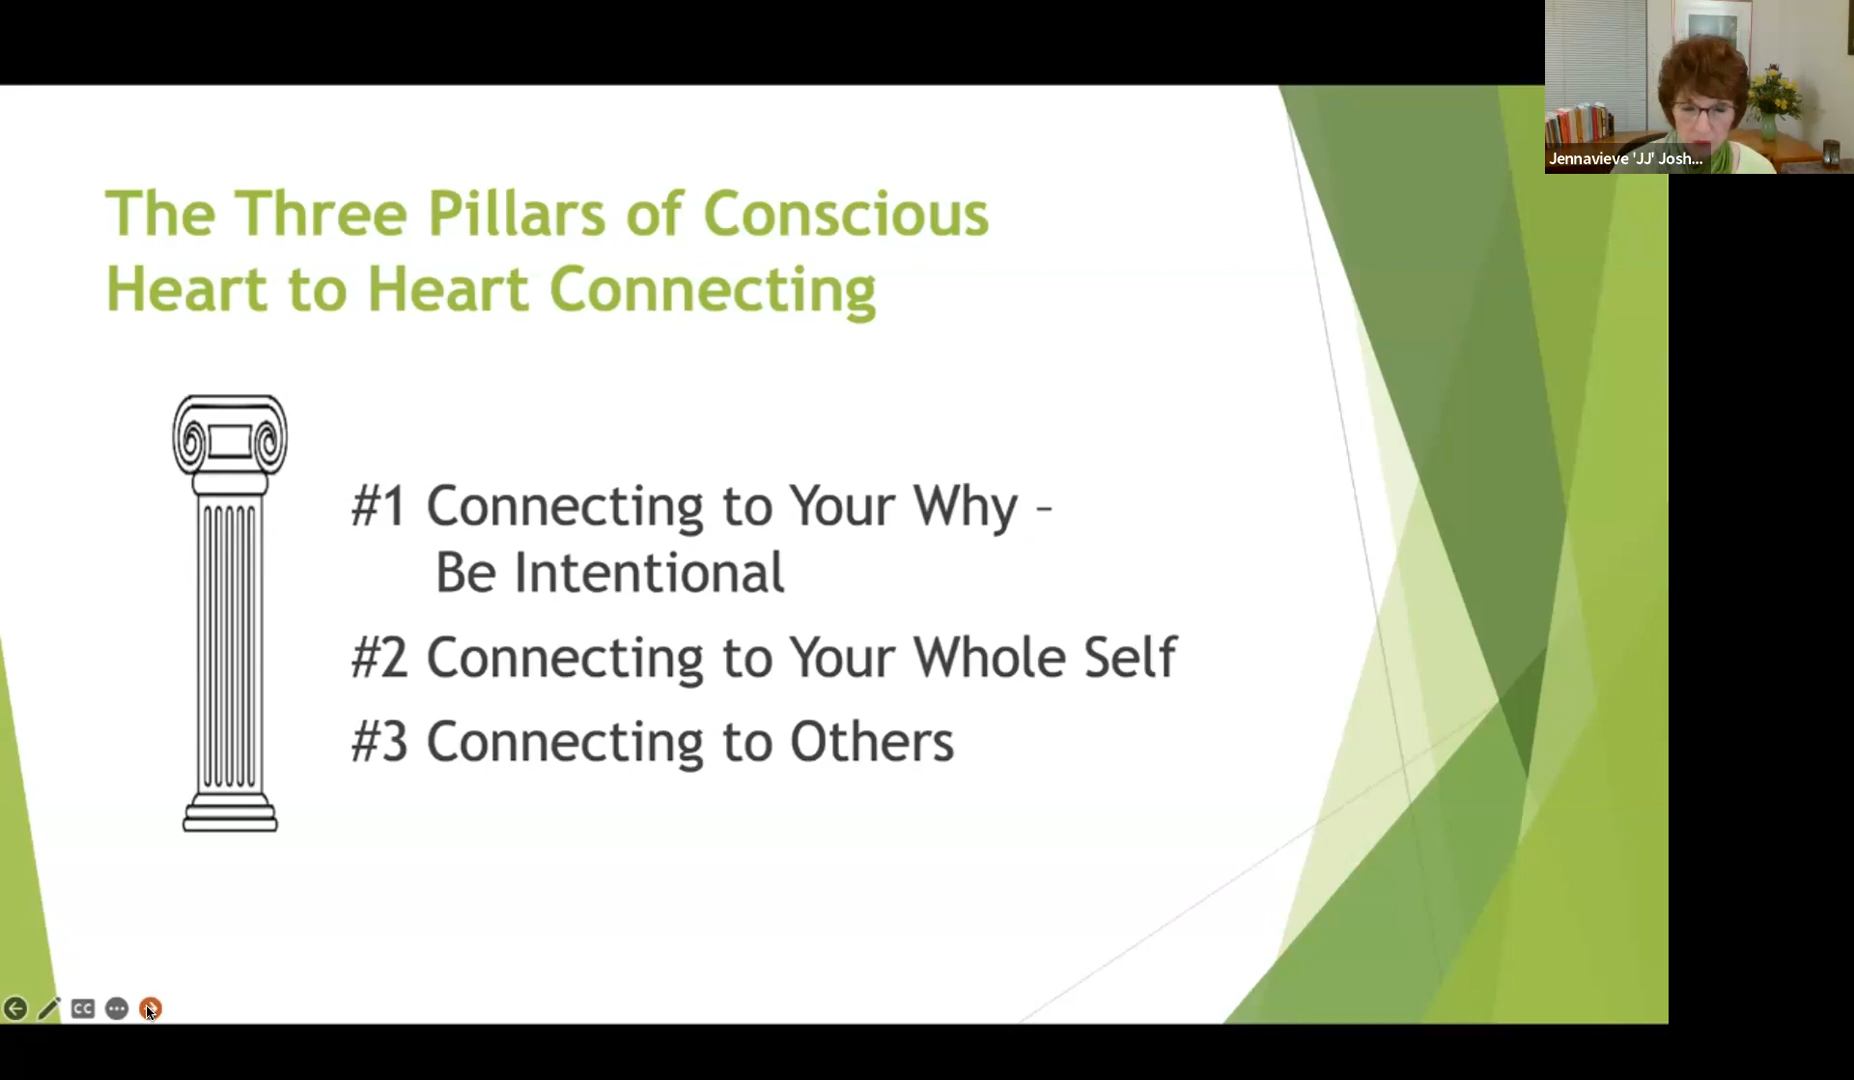 The Three Pillars of Conscious
Heart to Heart Connecting
#1 Connecting to Your Why –
Be Intentional
#2 Connecting to Your Whole Self
#3 Connecting to Others
Jennavieve 'JJ' Josh...
CC